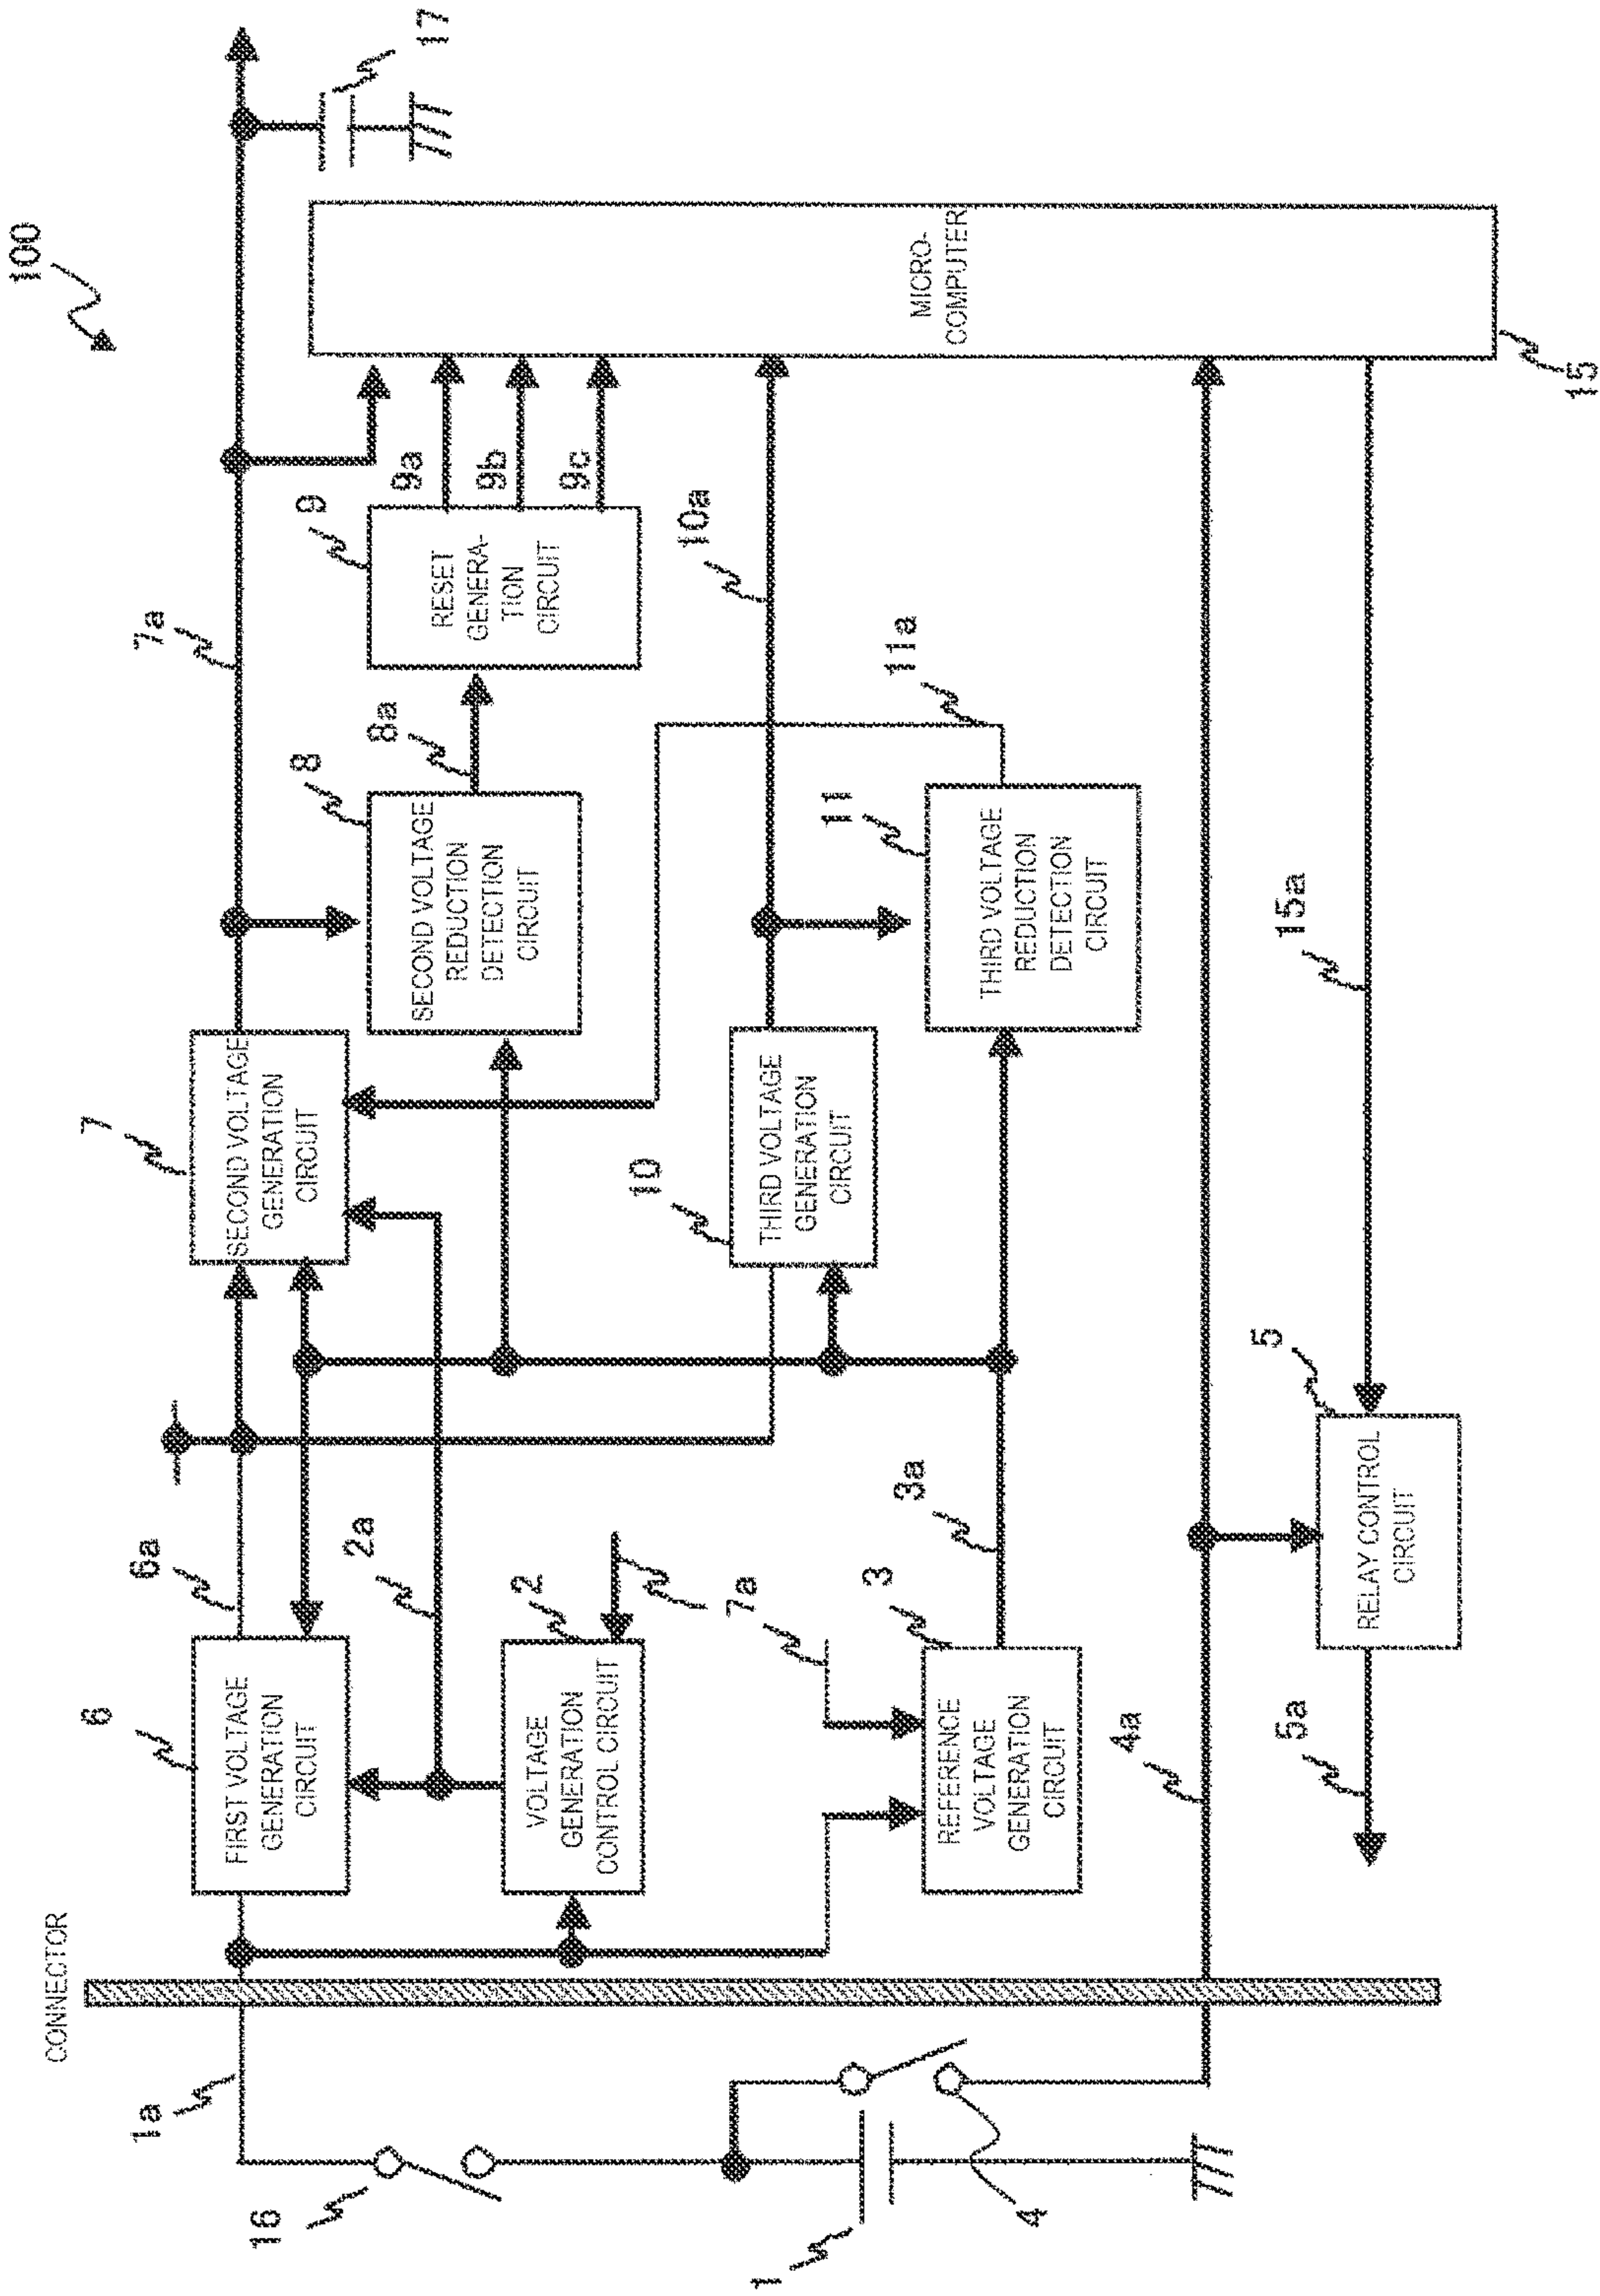 100
CONNECTOR
1a
16
1
4
6
FIRST VOLTAGE
GENERATION
CIRCUIT
6a
2a
2
VOLTAGE
GENERATION
CONTROL CIRCUIT
7a
3
REFERENCE
VOLTAGE
GENERATION
CIRCUIT
3a
4a
5
RELAY CONTROL
CIRCUIT
5a
7
SECOND VOLTAGE
GENERATION
CIRCUIT
7a
8
SECOND VOLTAGE
REDUCTION
DETECTION
CIRCUIT
8a
9
RESET
GENERA-
TION
CIRCUIT
9a
9b
9c
10
THIRD VOLTAGE
GENERATION
CIRCUIT
10a
11
THIRD VOLTAGE
REDUCTION
DETECTION
CIRCUIT
11a
15a
MICRO-
COMPUTER
15
17